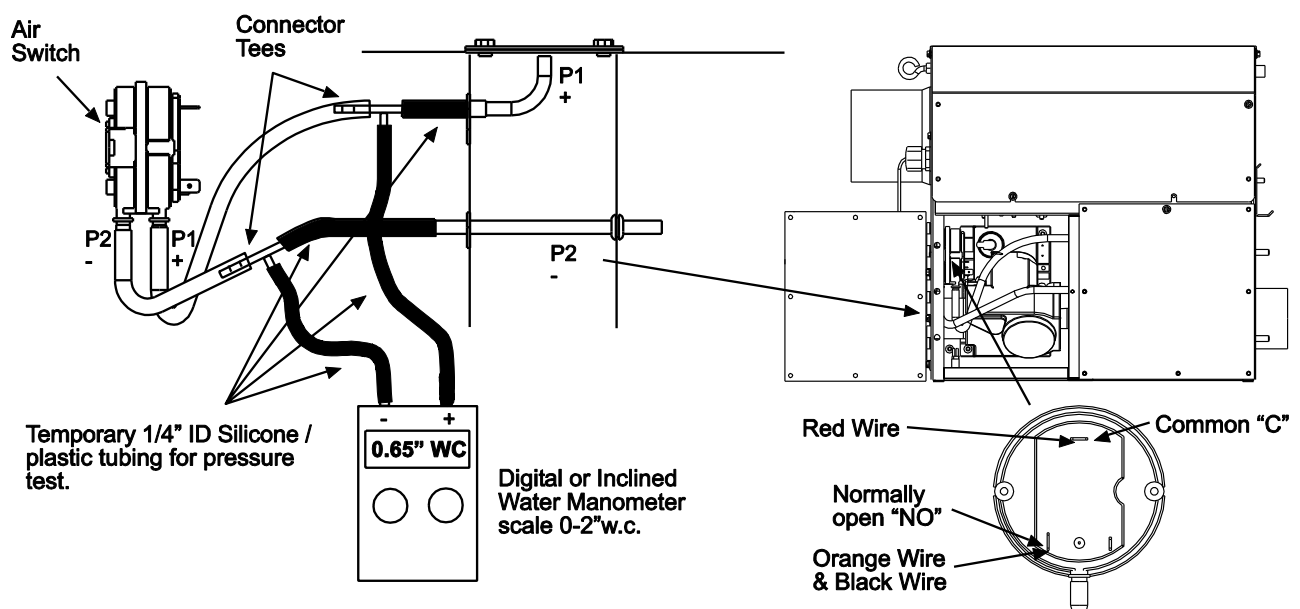 Air
Switch
Connector
Tees
P1
+
P2
-
P1
+
P2
-
Temporary 1/4” ID Silicone /
plastic tubing for pressure
test.
- +
0.65” WC
Digital or Inclined
Water Manometer
scale 0-2”w.c.
Red Wire
Common “C”
Normally
open “NO”
Orange Wire
& Black Wire